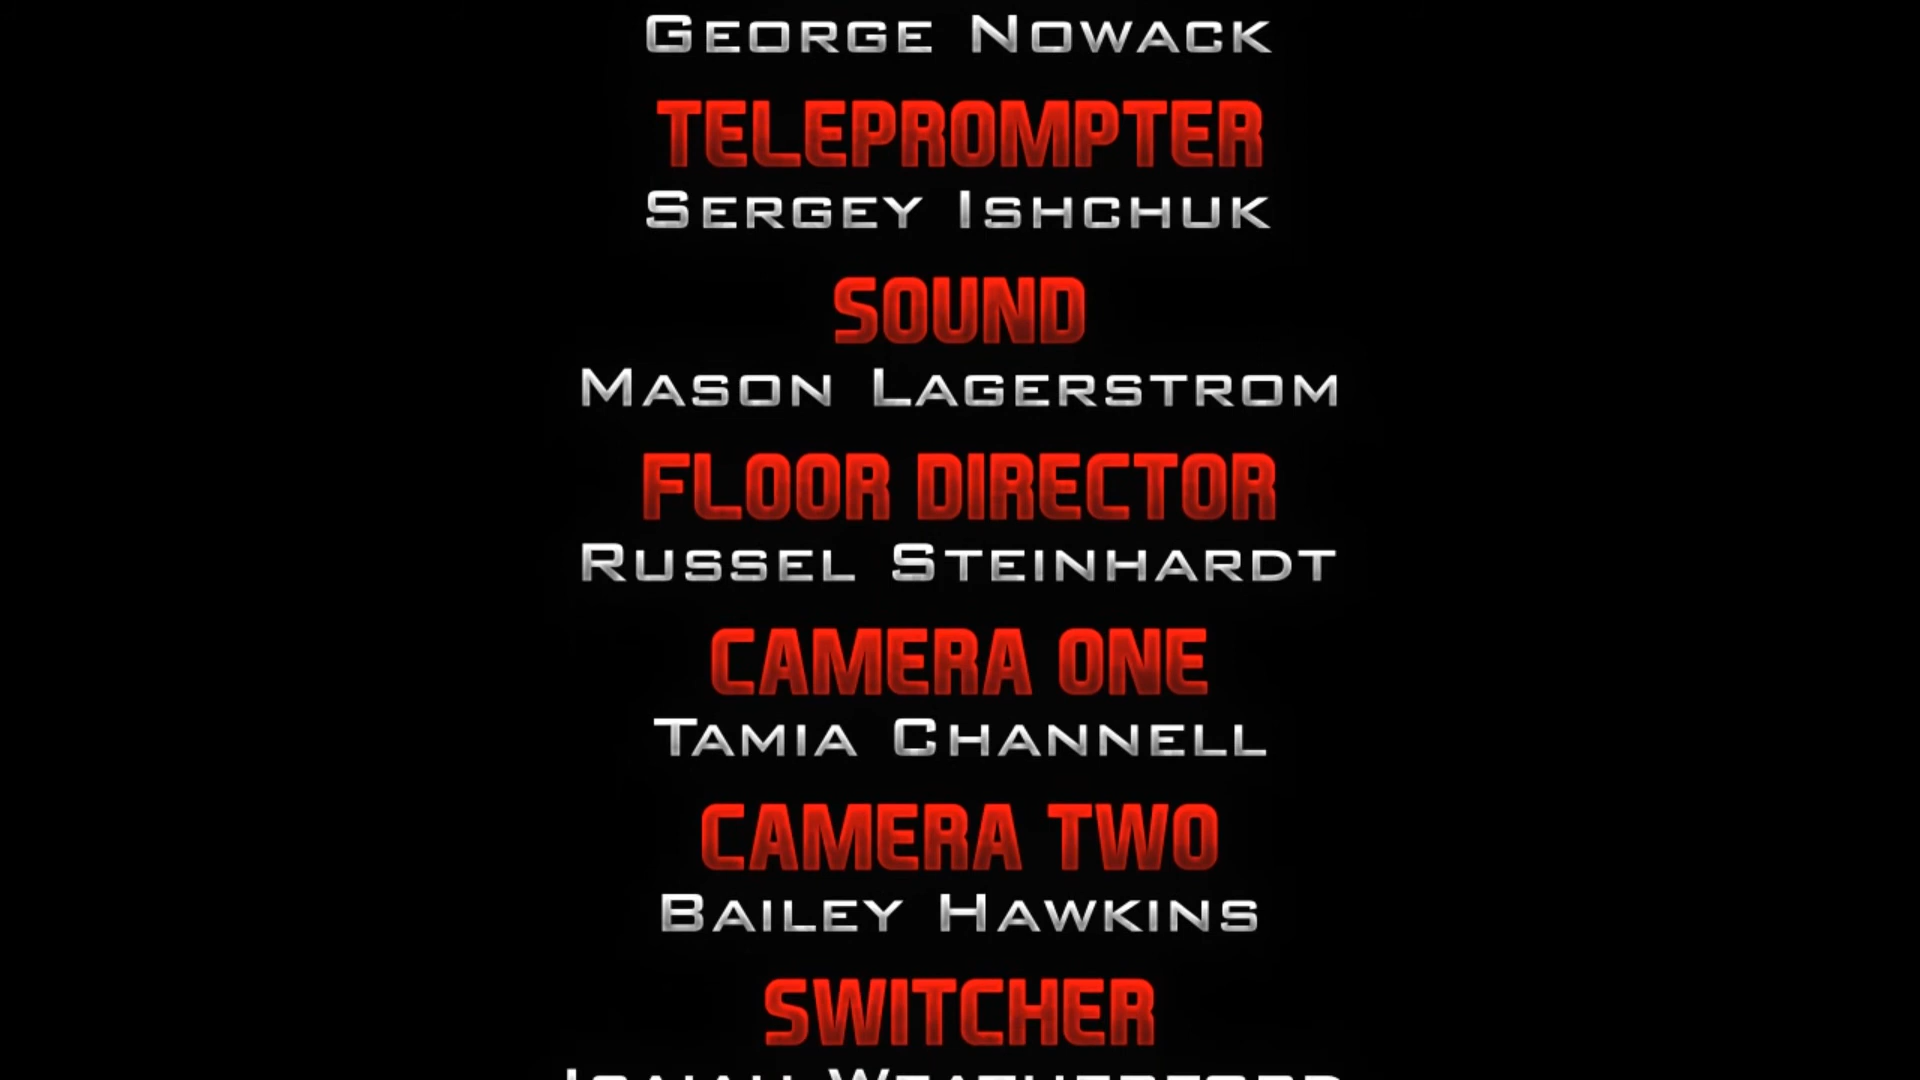 George Nowack
TELEPROMPTER
Sergey Ishchuk
SOUND
Mason Lagerstrom
FLOOR DIRECTOR
Russel Steinhardt
CAMERA ONE
Tamia Channell
CAMERA TWO
Bailey Hawkins
SWITCHER